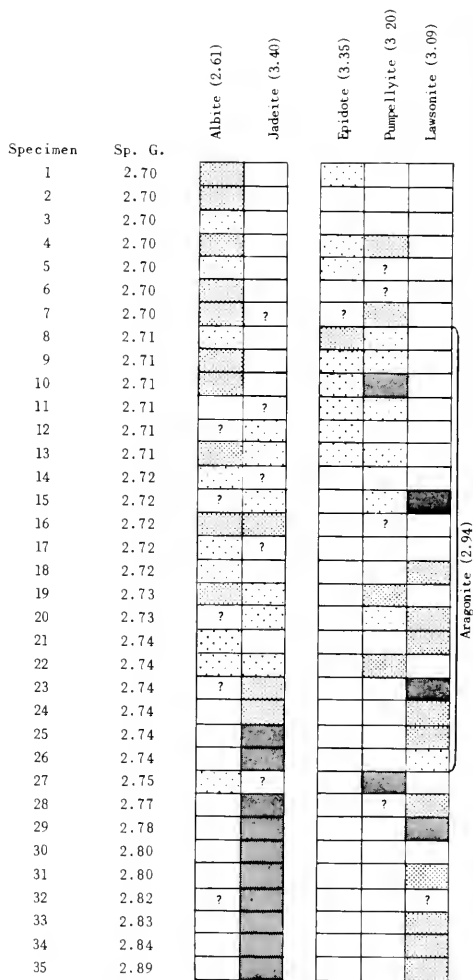 Albite (2.61)
Jadeite (3.40)
Epidote (3.35)
Pumpellyite (3 20)
Lawsonite (3.09)
Specimen Sp. G.
1 2.70
2 2.70
3 2.70
4 2.70
5 2.70 ?
6 2.70 ?
7 2.70 ? ?
8 2.71
9 2.71
10 2.71
11 2.71 ?
12 2.71 ?
13 2.71
14 2.72 ?
15 2.72 ?
16 2.72 ?
17 2.72 ?
18 2.72
19 2.73
20 2.73 ?
21 2.74
22 2.74
23 2.74 ?
24 2.74
25 2.74
26 2.74
27 2.75 ?
28 2.77 ?
29 2.78
30 2.80
31 2.80
32 2.82 ? ?
33 2.83
34 2.84
35 2.89
Aragonite (2.94)